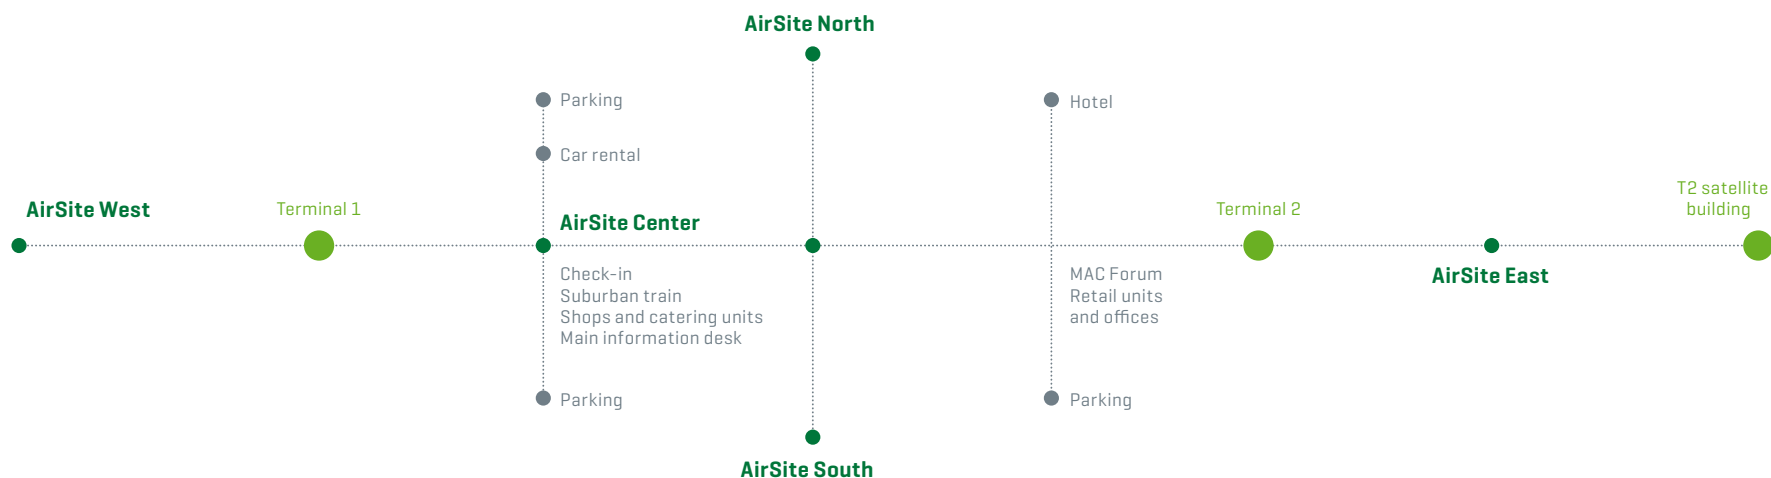 AirSite North
Parking
Hotel
Car rental
AirSite West
Terminal 1
AirSite Center
Terminal 2
T2 satellite
building
Check-in
Suburban train
Shops and catering units
Main information desk
MAC Forum
Retail units
and offices
AirSite East
Parking
Parking
AirSite South